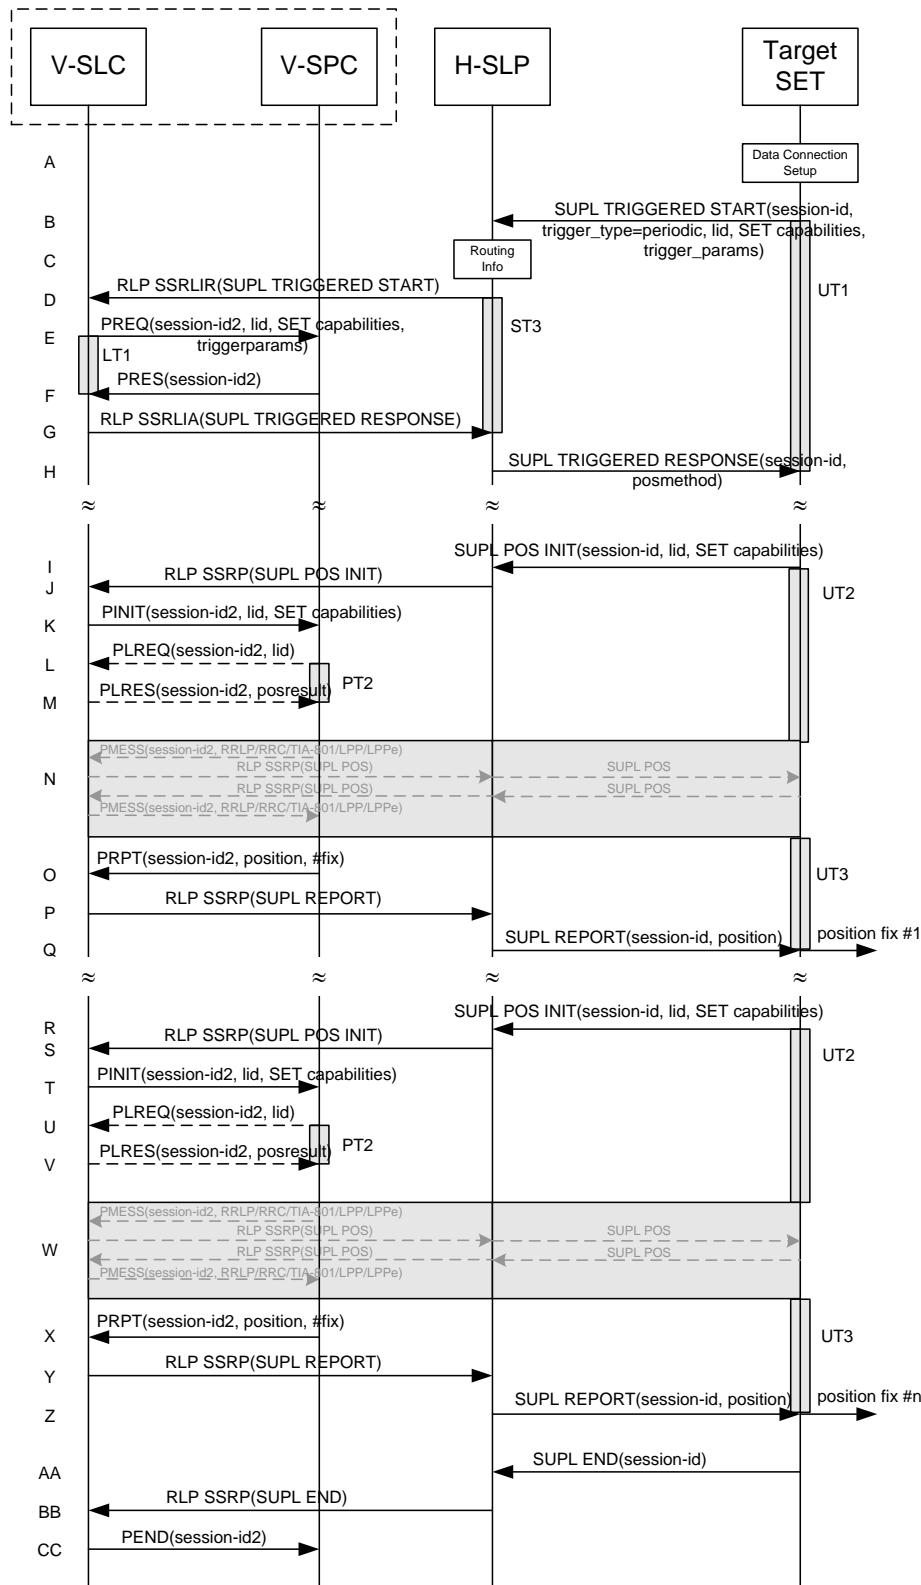 V-SLC
V-SPC
H-SLP
Target
SET
A
Data Connection
Setup
B
SUPL TRIGGERED START(session-id,
trigger_type=periodic, lid, SET capabilities,
trigger_params)
C
Routing
Info
UT1
D
RLP SSRLIR(SUPL TRIGGERED START)
ST3
E
PREQ(session-id2, lid, SET capabilities,
triggerparams)
LT1
F
PRES(session-id2)
G
RLP SSRLIA(SUPL TRIGGERED RESPONSE)
H
SUPL TRIGGERED RESPONSE(session-id,
posmethod)
≈ ≈ ≈ ≈
SUPL POS INIT(session-id, lid, SET capabilities)
I
J
RLP SSRP(SUPL POS INIT)
UT2
K
PINIT(session-id2, lid, SET capabilities)
L
PLREQ(session-id2, lid)
PT2
M
PLRES(session-id2, posresult)
N
PMESS(session-id2, RRLP/RRC/TIA-801/LPP/LPPe)
RLP SSRP(SUPL POS)
SUPL POS
RLP SSRP(SUPL POS)
SUPL POS
PMESS(session-id2, RRLP/RRC/TIA-801/LPP/LPPe)
O
PRPT(session-id2, position, #fix)
UT3
P
RLP SSRP(SUPL REPORT)
Q
SUPL REPORT(session-id, position)
position fix #1
≈ ≈ ≈ ≈
SUPL POS INIT(session-id, lid, SET capabilities)
R
S
RLP SSRP(SUPL POS INIT)
UT2
T
PINIT(session-id2, lid, SET capabilities)
U
PLREQ(session-id2, lid)
PT2
V
PLRES(session-id2, posresult)
W
PMESS(session-id2, RRLP/RRC/TIA-801/LPP/LPPe)
RLP SSRP(SUPL POS)
SUPL POS
RLP SSRP(SUPL POS)
SUPL POS
PMESS(session-id2, RRLP/RRC/TIA-801/LPP/LPPe)
X
PRPT(session-id2, position, #fix)
UT3
Y
RLP SSRP(SUPL REPORT)
Z
SUPL REPORT(session-id, position)
position fix #n
AA
SUPL END(session-id)
BB
RLP SSRP(SUPL END)
CC
PEND(session-id2)